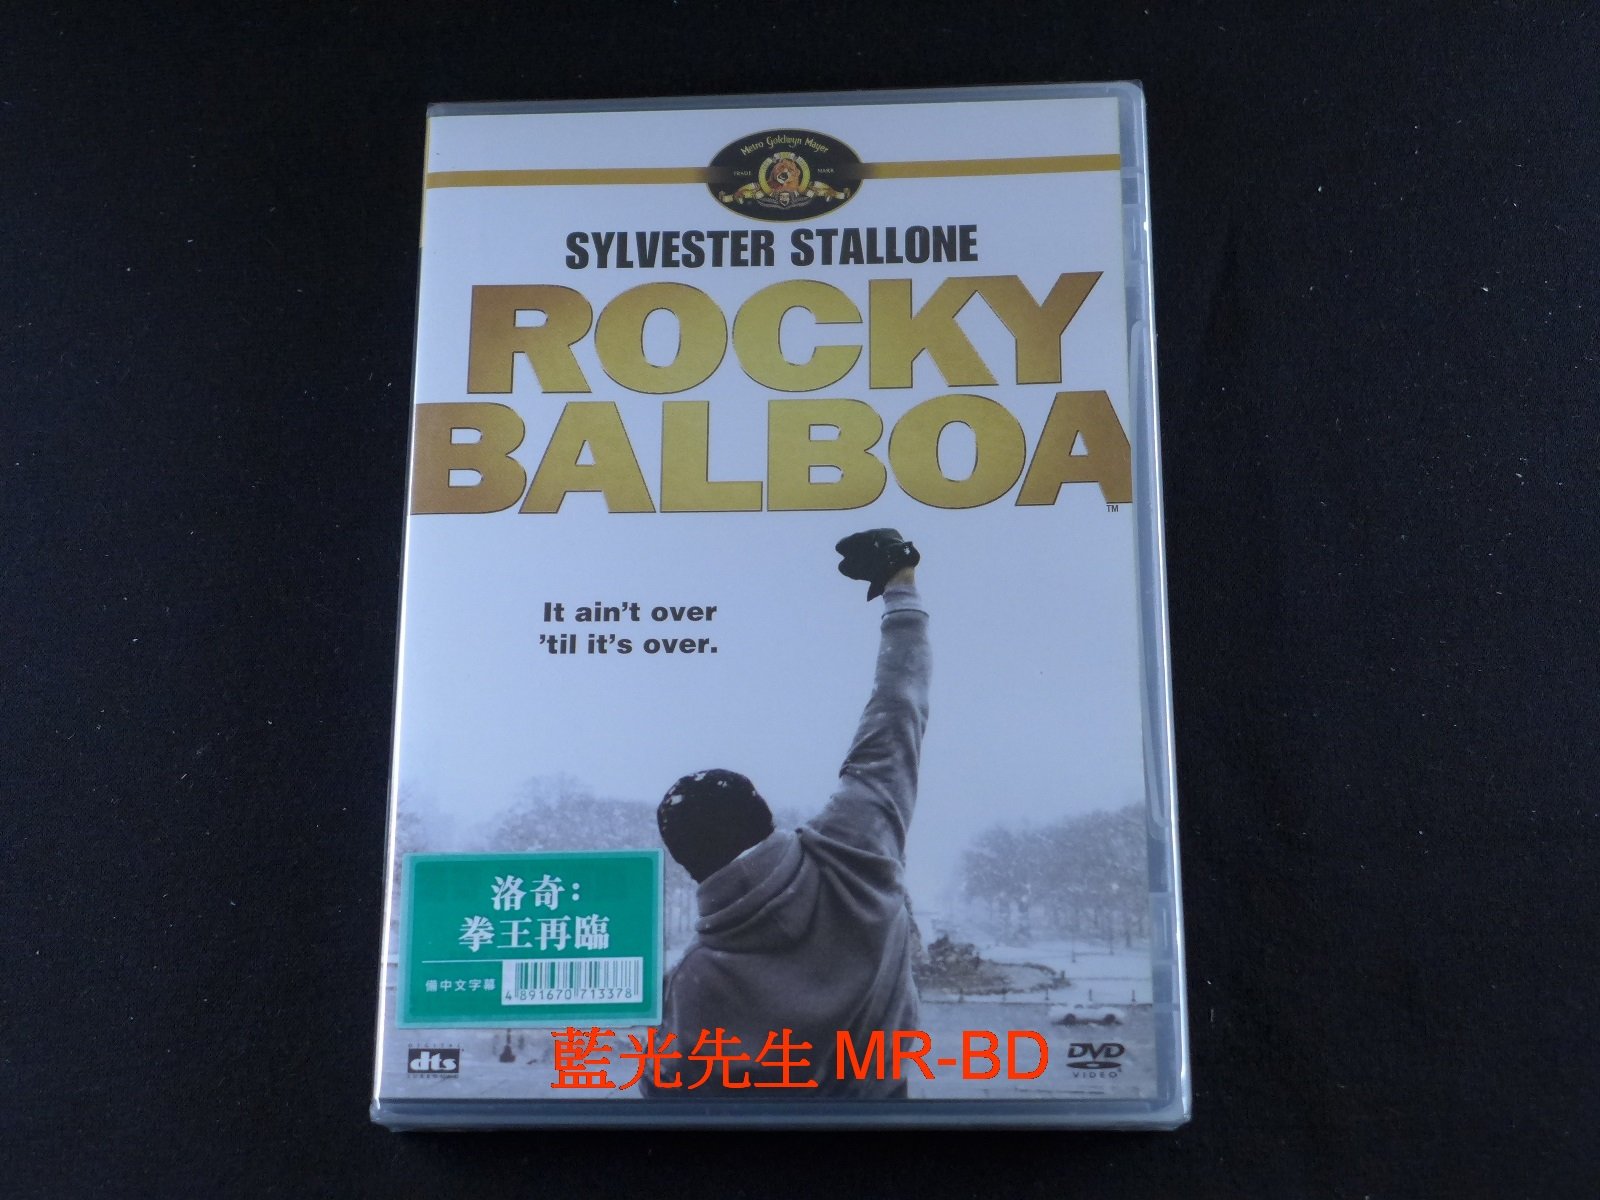 Metro Goldwyn Mayer
TRADE MARK
SYLVESTER STALLONE
ROCKY
BALBOA
TM
It ain't over
'til it's over.
洛奇:
拳王再臨
備中文字幕
4 891670 713378
DIGITAL
dts
SURROUND
藍光先生 MR-BD
DVD
VIDEO